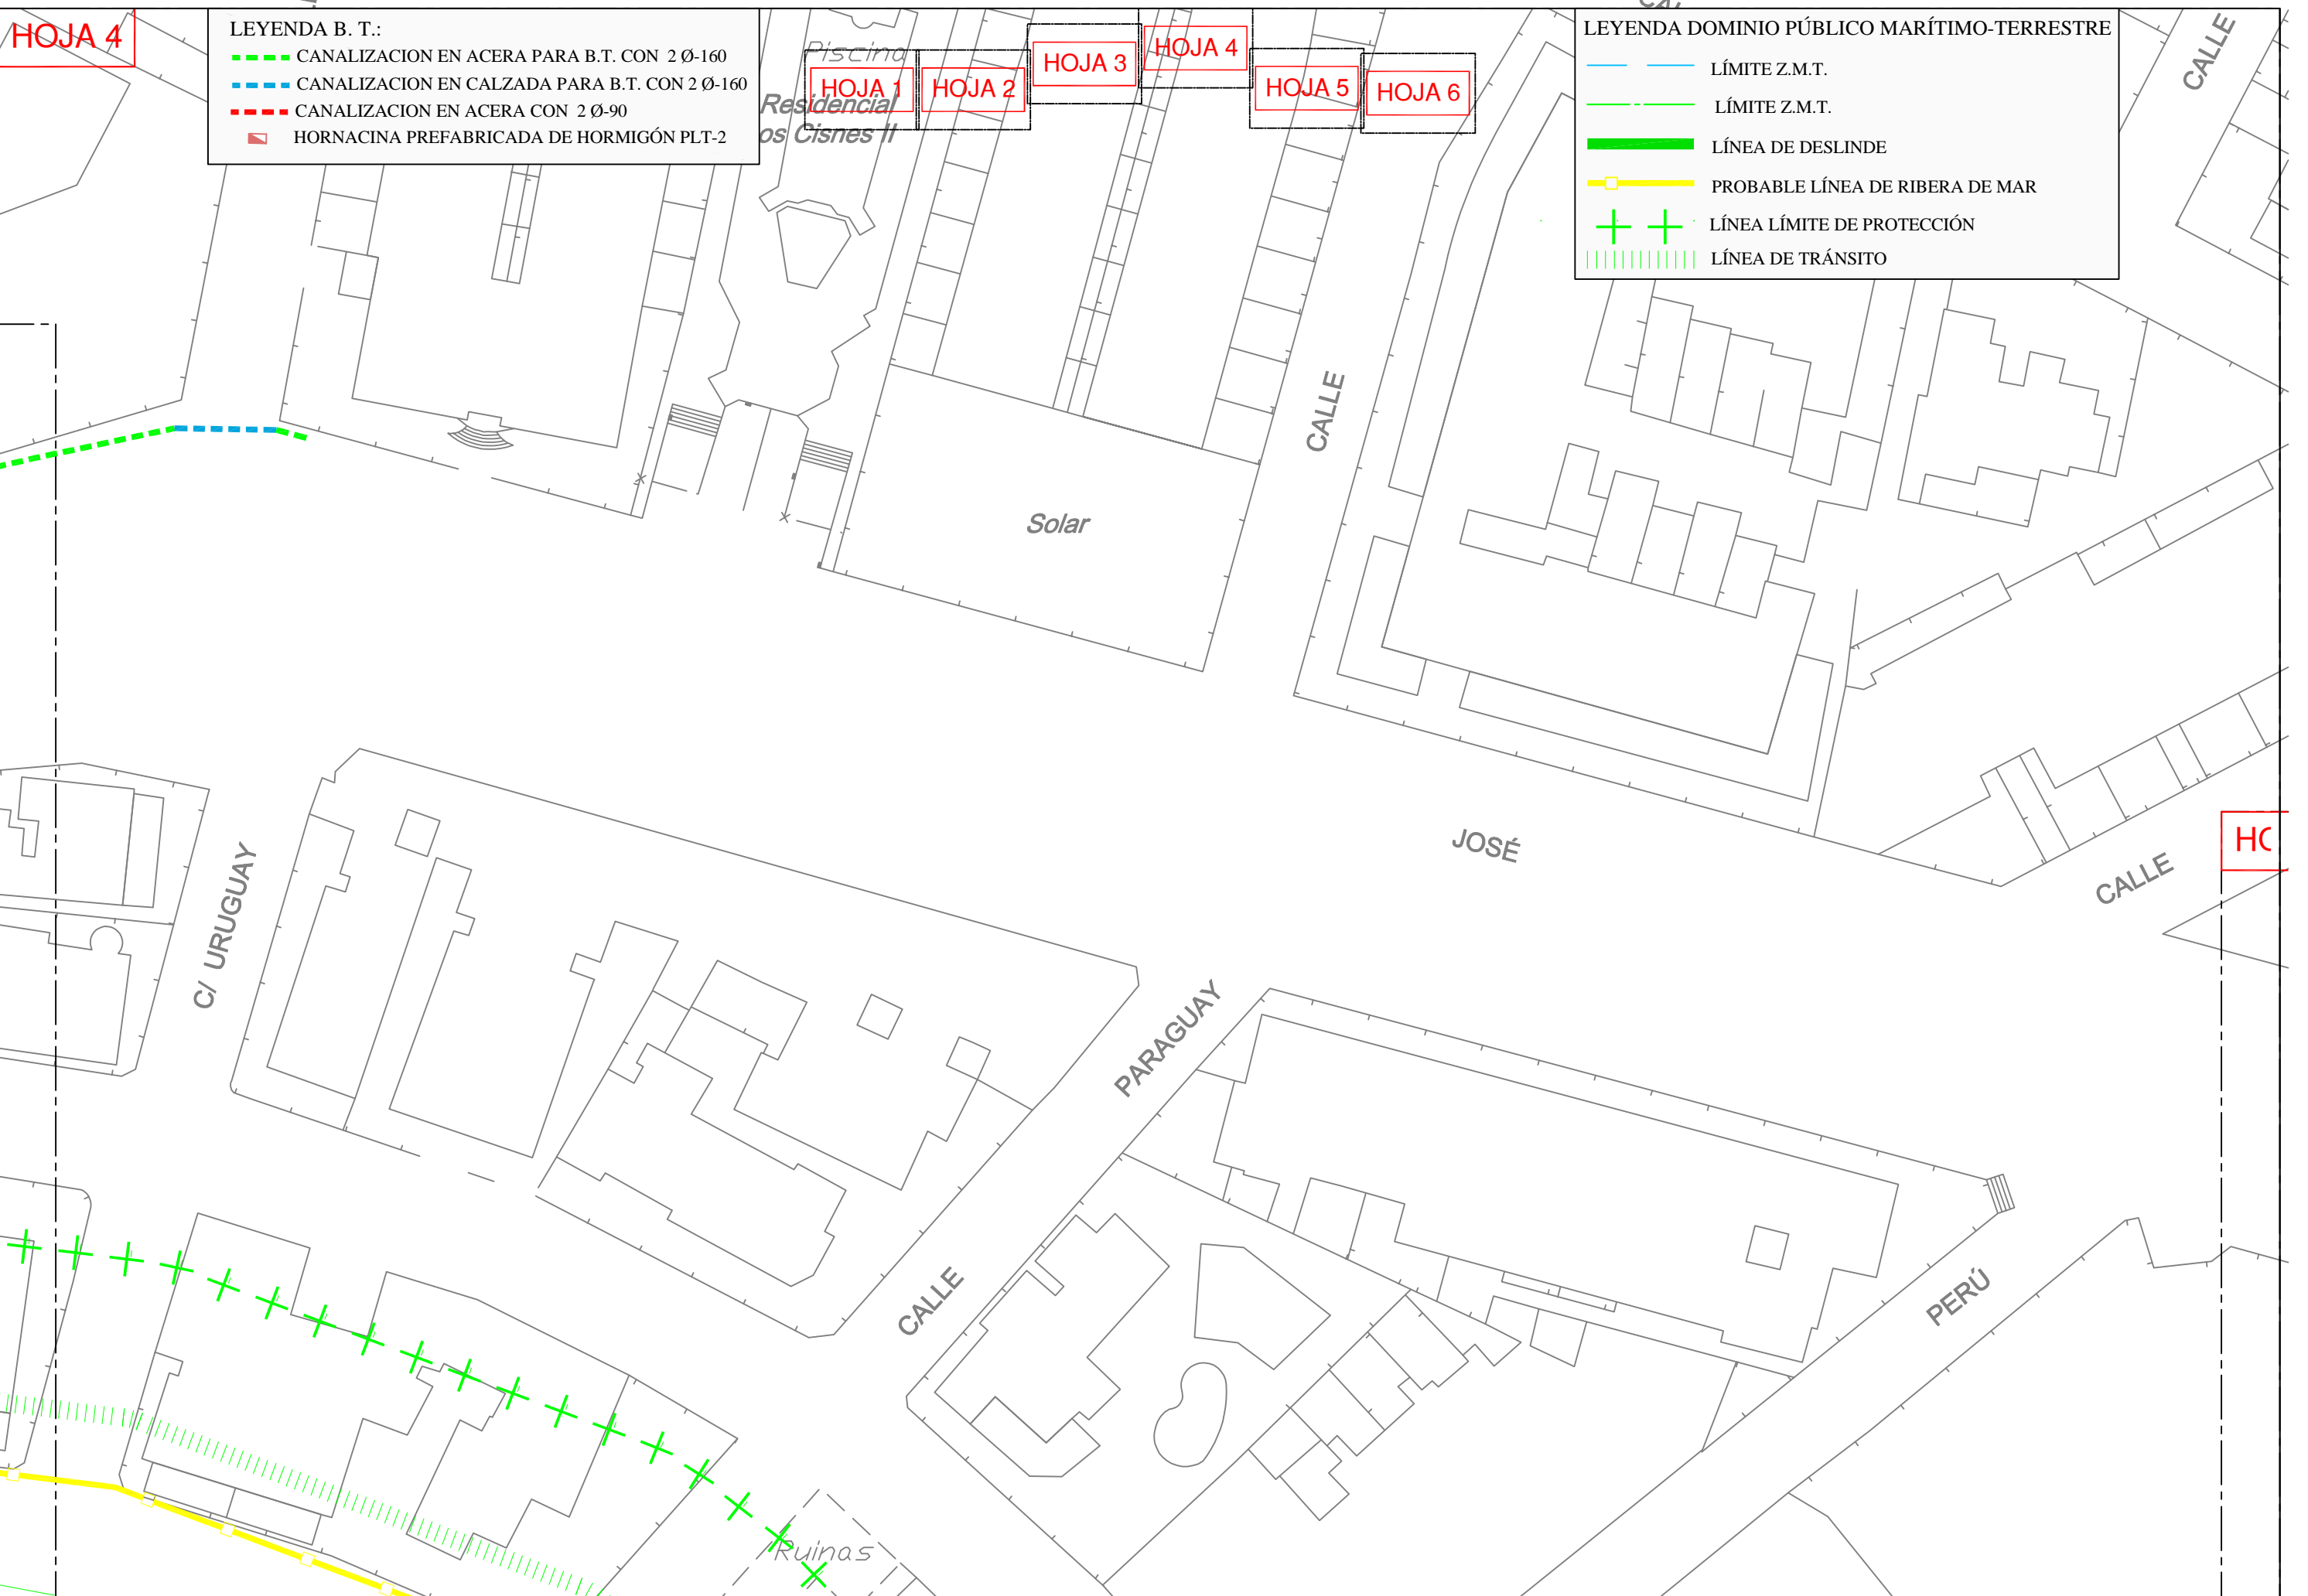 HOJA 4
LEYENDA B. T.:
CANALIZACION EN ACERA PARA B.T. CON 2 Ø-160
CANALIZACION EN CALZADA PARA B.T. CON 2 Ø-160
CANALIZACION EN ACERA CON 2 Ø-90
HORNACINA PREFABRICADA DE HORMIGÓN PLT-2
Piscina
Residencial
os Cisnes II
HOJA 1
HOJA 2
HOJA 3
HOJA 4
HOJA 5
HOJA 6
LEYENDA DOMINIO PÚBLICO MARÍTIMO-TERRESTRE
LÍMITE Z.M.T.
LÍMITE Z.M.T.
LÍNEA DE DESLINDE
PROBABLE LÍNEA DE RIBERA DE MAR
LÍNEA LÍMITE DE PROTECCIÓN
LÍNEA DE TRÁNSITO
CALLE
CALLE
Solar
JOSÉ
CALLE
HO
C/ URUGUAY
PARAGUAY
CALLE
PERÚ
Ruinas